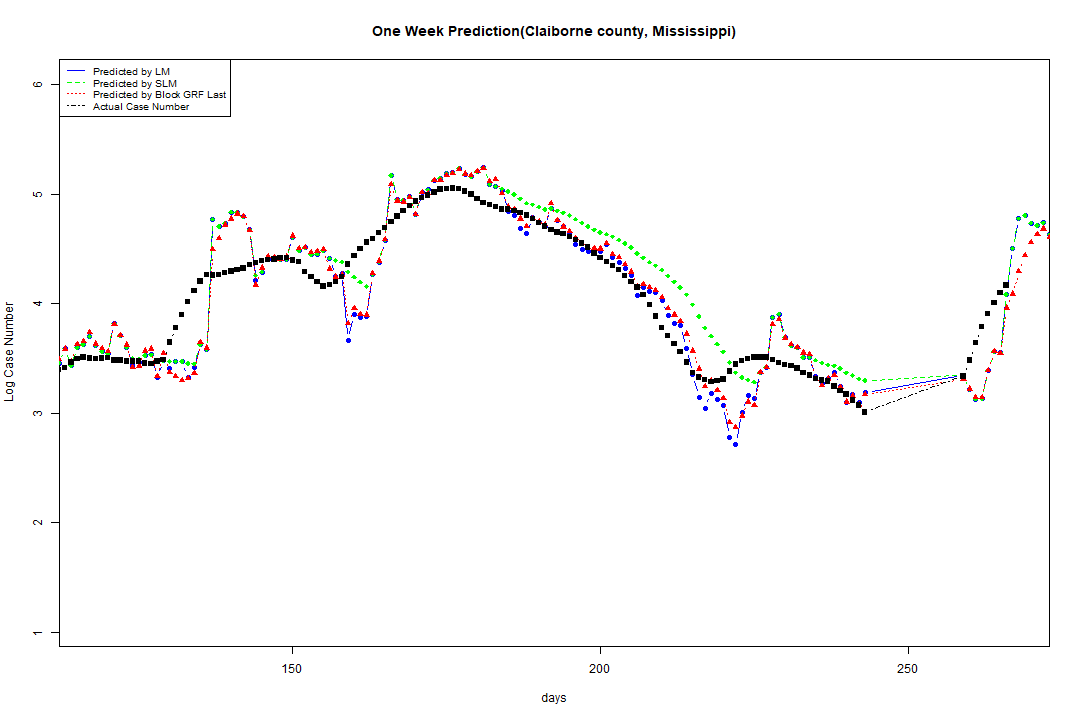 One Week Prediction(Claiborne county, Mississippi)
Predicted by LM
Predicted by SLM
Predicted by Block GRF Last
Actual Case Number
6
5
4
3
2
1
Log Case Number
150
200
250
days